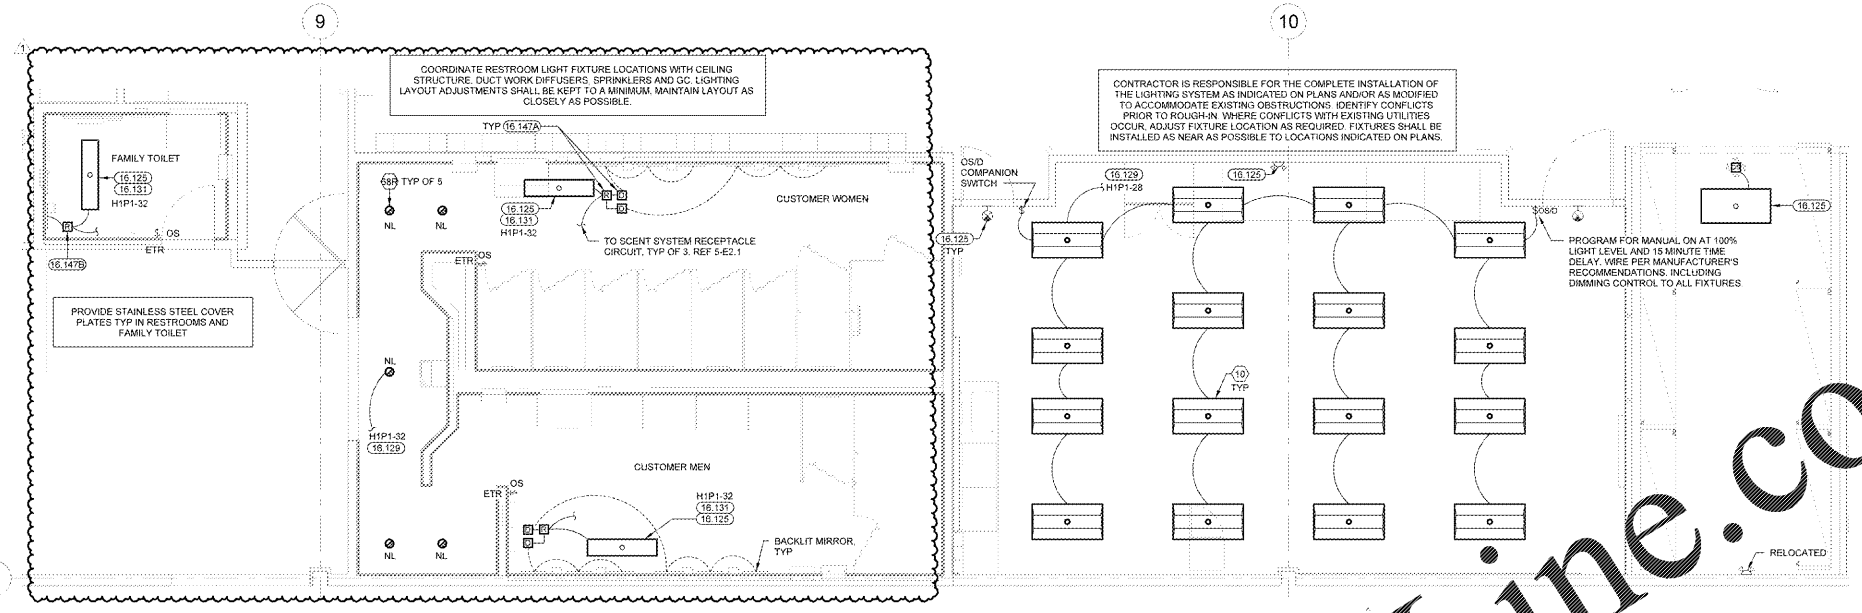 9
10
1
COORDINATE RESTROOM LIGHT FIXTURE LOCATIONS WITH CEILING
STRUCTURE, DUCT WORK DIFFUSERS, SPRINKLERS AND GC. LIGHTING
LAYOUT ADJUSTMENTS SHALL BE KEPT TO A MINIMUM. MAINTAIN LAYOUT AS
CLOSELY AS POSSIBLE.
CONTRACTOR IS RESPONSIBLE FOR THE COMPLETE INSTALLATION OF
THE LIGHTING SYSTEM AS INDICATED ON PLANS AND/OR AS MODIFIED
TO ACCOMMODATE EXISTING OBSTRUCTIONS. IDENTIFY CONFLICTS
PRIOR TO ROUGH-IN. WHERE CONFLICTS WITH EXISTING UTILITIES
OCCUR, ADJUST FIXTURE LOCATION AS REQUIRED. FIXTURES SHALL BE
INSTALLED AS NEAR AS POSSIBLE TO LOCATIONS INDICATED ON PLANS.
FAMILY TOILET
16.125
16.131
H1P1-32
R
OS
ETR
16.147B
PROVIDE STAINLESS STEEL COVER
PLATES TYP IN RESTROOMS AND
FAMILY TOILET
TYP 16.147A
58R TYP OF 5
NL
NL
16.125
16.131
H1P1-32
R
CUSTOMER WOMEN
TO SCENT SYSTEM RECEPTACLE
CIRCUIT, TYP OF 3. REF 5-E2.1
ETR
OS
NL
H1P1-32
16.129
CUSTOMER MEN
ETR
OS
H1P1-32
16.131
16.125
R
BACKLIT MIRROR,
TYP
NL
NL
OS/D
COMPANION
SWITCH
$
16.125
TYP
16.129
H1P1-28
16.125
10
TYP
$OS/D
PROGRAM FOR MANUAL ON AT 100%
LIGHT LEVEL AND 15 MINUTE TIME
DELAY. WIRE PER MANUFACTURER'S
RECOMMENDATIONS, INCLUDING
DIMMING CONTROL TO ALL FIXTURES
16.125
RELOCATED
ine.co